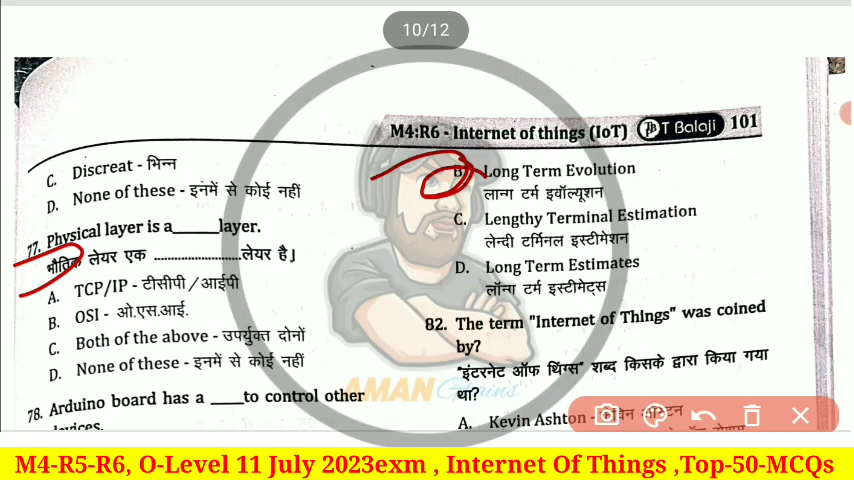 10/12
M4:R6 - Internet of things (IoT) T Balaji 101
C. Discreat - भिन्न
D. None of these - इनमें से कोई नहीं
77. Physical layer is a______layer.
भौतिक लेयर एक ..........................लेयर है।
A. TCP/IP - टीसीपी / आईपी
B. OSI - ओ.एस.आई.
C. Both of the above - उपर्युक्त दोनों
D. None of these - इनमें से कोई नहीं
78. Arduino board has a ____to control other
B. Long Term Evolution
लान्ग टर्म इवॉल्यूशन
C. Lengthy Terminal Estimation
लेन्दी टर्मिनल इस्टीमेशन
D. Long Term Estimates
लॉन्ग टर्म इस्टीमेट्स
82. The term "Internet of Things" was coined
by?
"इंटरनेट ऑफ थिंग्स" शब्द किसके द्वारा किया गया
था?
A. Kevin Ashton -
AMAN
M4-R5-R6, O-Level 11 July 2023exm , Internet Of Things ,Top-50-MCQs